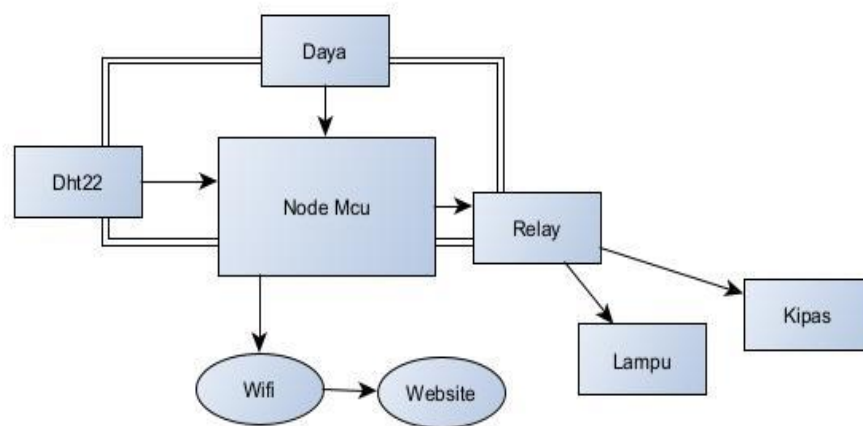 Daya
Dht22
Node Mcu
Relay
Kipas
Lampu
Wifi
Website